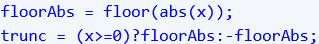 floorAbs = floor(abs(x));
trunc = (x>=0)?floorAbs:-floorAbs;